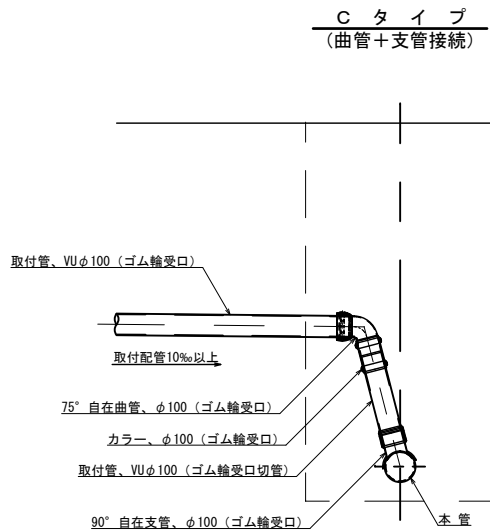 C タ イ プ
(曲管＋支管接続)
取付管、VUφ100（ゴム輪受口）
取付配管10‰以上
75° 自在曲管、φ100（ゴム輪受口）
カラー、φ100（ゴム輪受口）
取付管、VUφ100（ゴム輪受口切管）
90° 自在支管、φ100（ゴム輪受口）
本 管